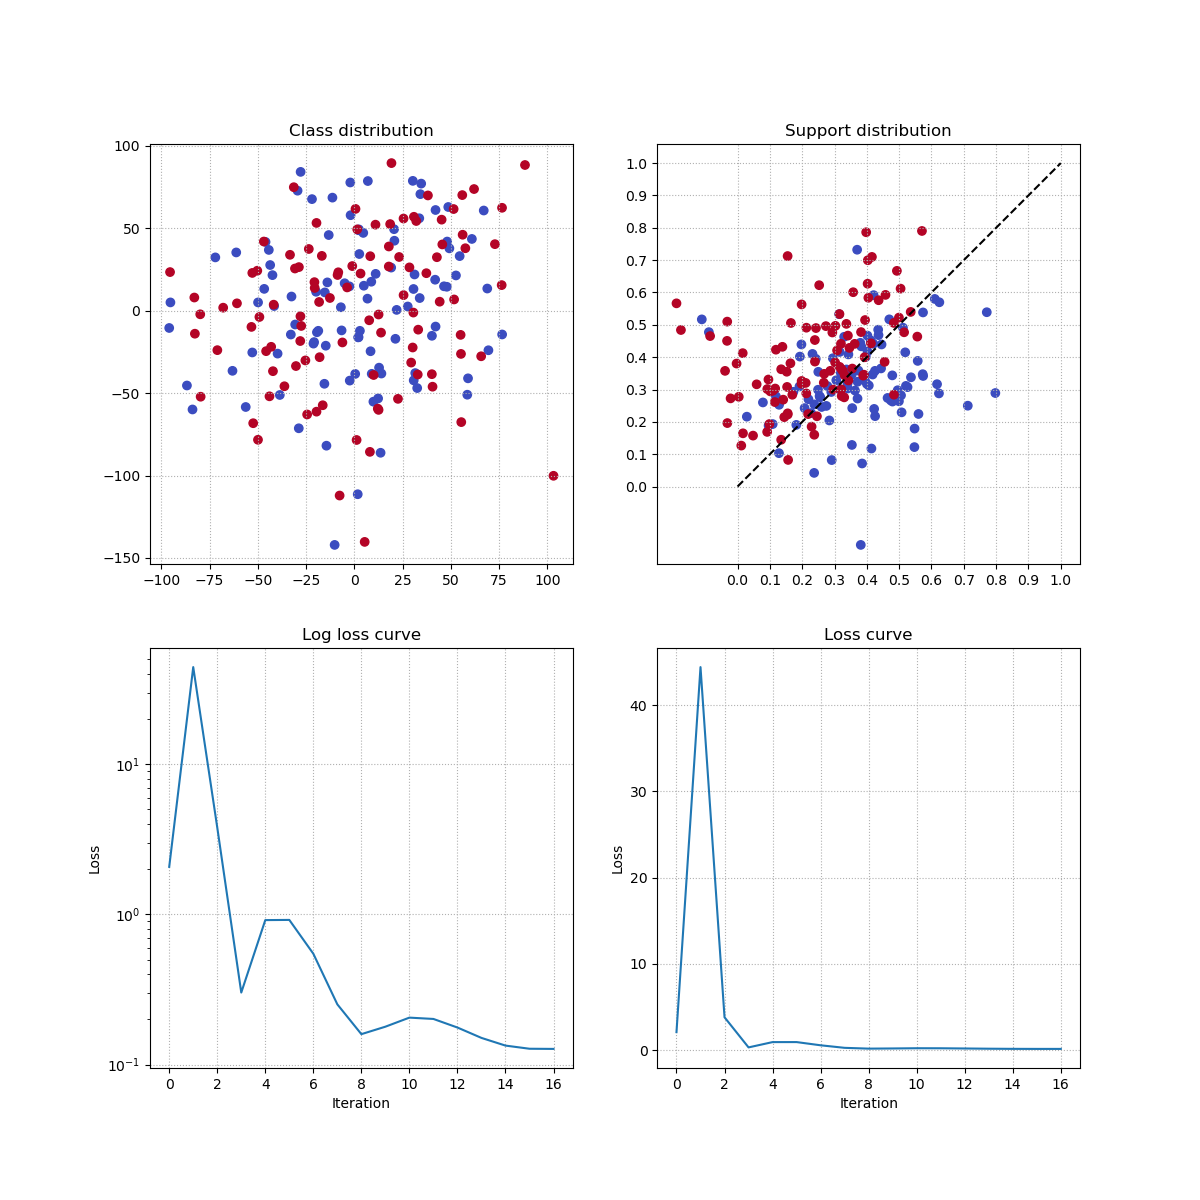 Class distribution
100
50
0
−50
−100
−150
−100 −75 −50 −25 0 25 50 75 100
Support distribution
1.0
0.9
0.8
0.7
0.6
0.5
0.4
0.3
0.2
0.1
0.0
0.0 0.1 0.2 0.3 0.4 0.5 0.6 0.7 0.8 0.9 1.0
Log loss curve
10¹
10⁰
10⁻¹
Loss
0 2 4 6 8 10 12 14 16
Iteration
Loss curve
40
30
20
10
0
Loss
0 2 4 6 8 10 12 14 16
Iteration